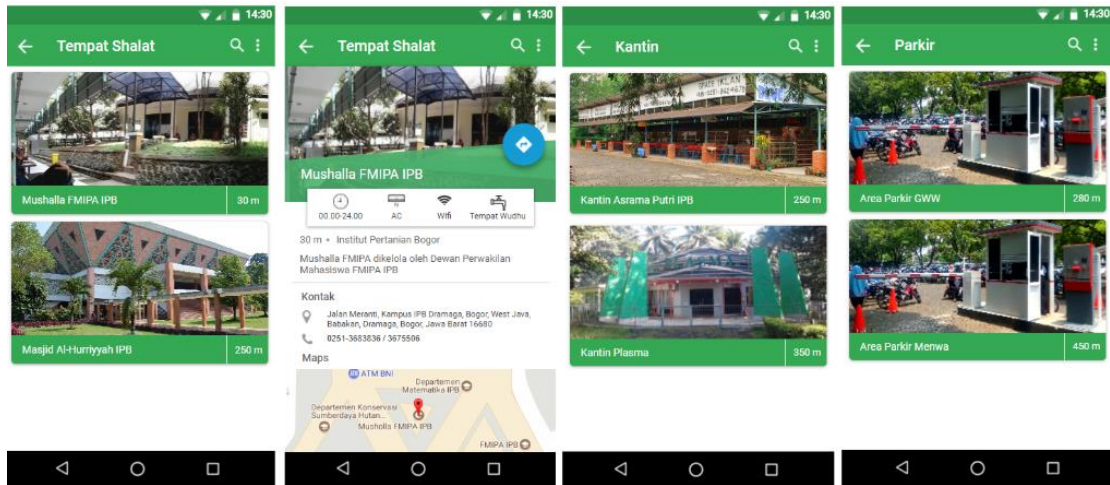 14:30
Tempat Shalat
Mushalla FMIPA IPB
30 m
Masjid Al-Hurriyyah IPB
250 m
14:30
Tempat Shalat
Mushalla FMIPA IPB
00.00-24.00
AC
Wifi
Tempat Wudhu
30 m • Institut Pertanian Bogor
Mushalla FMIPA dikelola oleh Dewan Perwakilan
Mahasiswa FMIPA IPB
Kontak
Jalan Meranti, Kampus IPB Dramaga, Bogor, West Java,
Babakan, Dramaga, Bogor, Jawa Barat 16680
0251-3683836 / 3675506
Maps
ATM BNI
Departemen
Matematika IPB
Departemen Konservasi
Sumberdaya Hutan...
Musholla FMIPA IPB
FMIPA IPB
14:30
Kantin
SPACE IKLAN
Kantin Asrama Putri IPB
250 m
Kantin Plasma
350 m
14:30
Parkir
Area Parkir GWW
280 m
Area Parkir Menwa
450 m